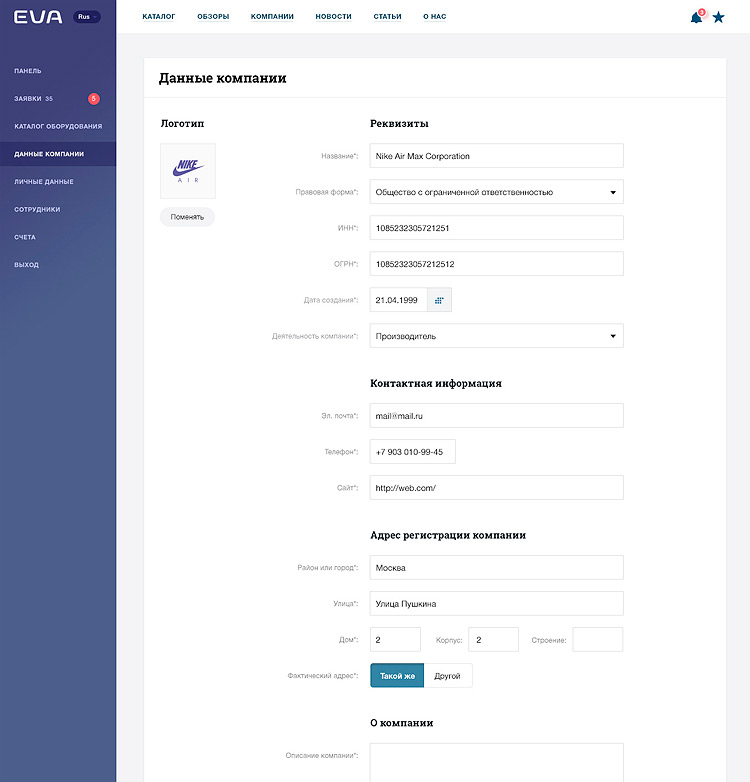 EVA
Rus
КАТАЛОГ
ОБЗОРЫ
КОМПАНИИ
НОВОСТИ
СТАТЬИ
О НАС
3
ПАНЕЛЬ
ЗАЯВКИ 35 5
КАТАЛОГ ОБОРУДОВАНИЯ
ДАННЫЕ КОМПАНИИ
ЛИЧНЫЕ ДАННЫЕ
СОТРУДНИКИ
СЧЕТА
ВЫХОД
Данные компании
Логотип
NIKE
AIR
Поменять
Реквизиты
Название*: Nike Air Max Corporation
Правовая форма*: Общество с ограниченной ответственностью
ИНН*: 1085232305721251
ОГРН*: 10852323057212512
Дата создания*: 21.04.1999
Деятельность компании*: Производитель
Контактная информация
Эл. почта*: mail@mail.ru
Телефон*: +7 903 010-99-45
Сайт*: http://web.com/
Адрес регистрации компании
Район или город*: Москва
Улица*: Улица Пушкина
Дом*: 2 Корпус: 2 Строение:
Фактический адрес*: Такой же Другой
О компании
Описание компании*: